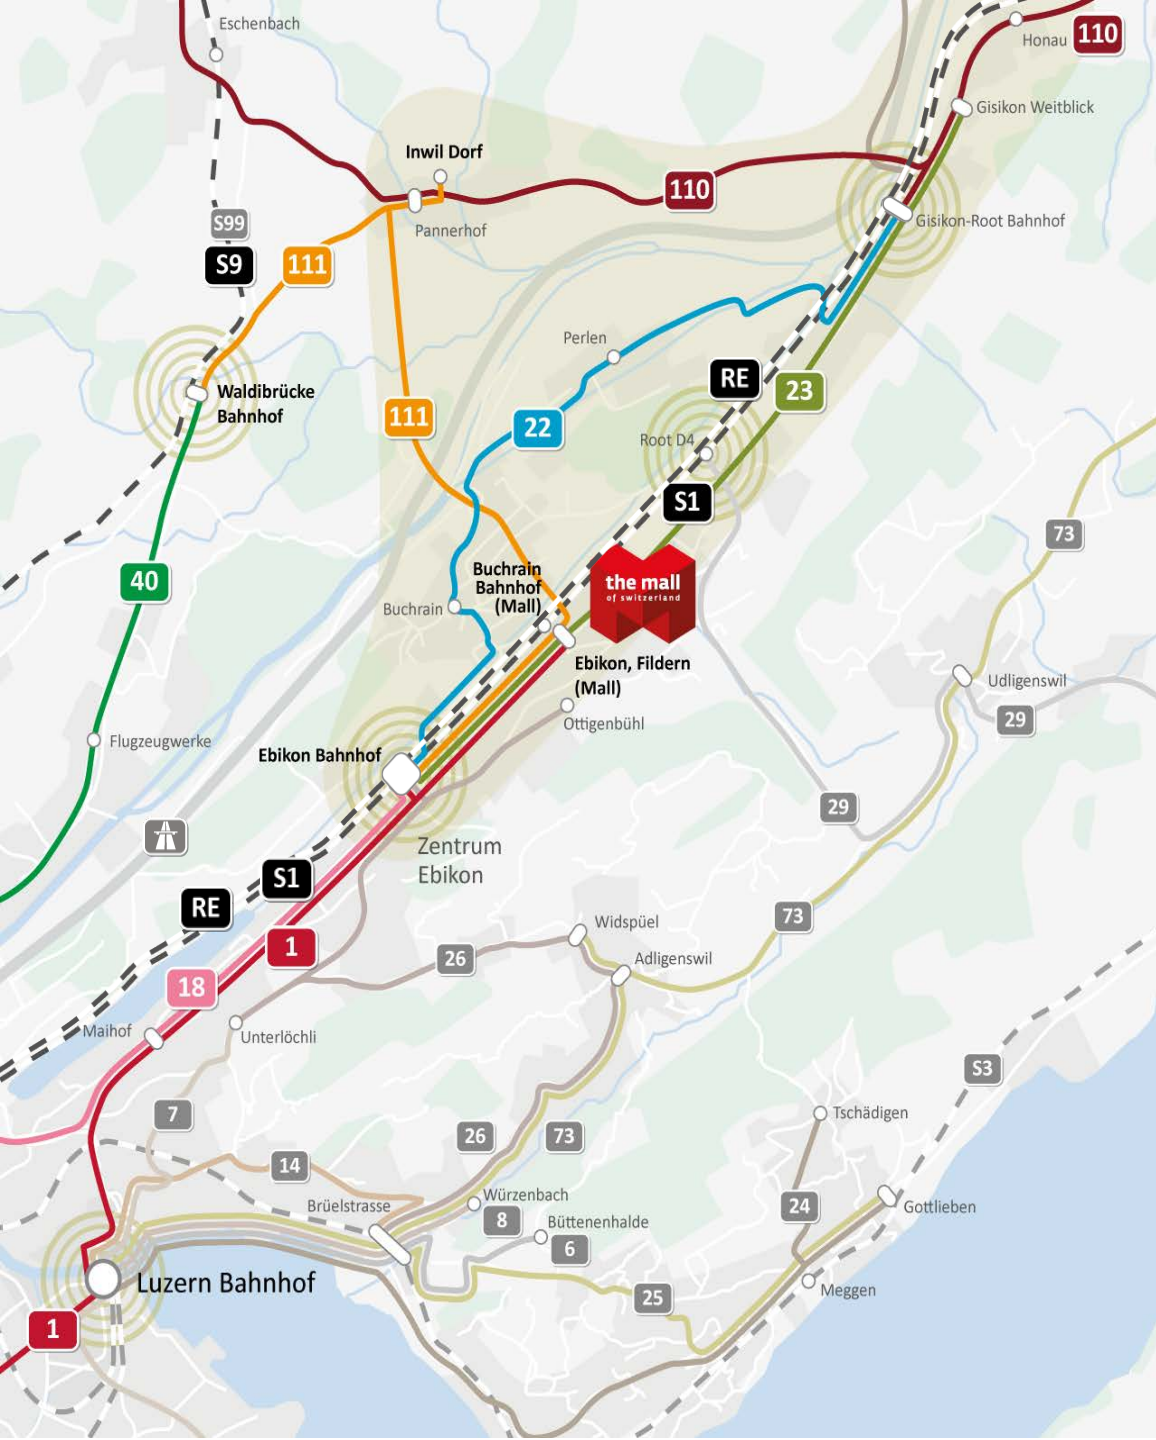 Eschenbach
Honau
110
Gisikon Weitblick
Inwil Dorf
110
Gisikon-Root Bahnhof
Pannerhof
S99
S9
111
Perlen
RE
23
Waldibrücke
Bahnhof
111
22
Root D4
S1
73
40
Buchrain
Bahnhof
(Mall)
the mall
of switzerland
Buchrain
Ebikon, Fildern
(Mall)
Udligenswil
29
Ottigenbühl
Flugzeugwerke
Ebikon Bahnhof
29
Zentrum
Ebikon
S1
RE
1
73
Widspüel
26
Adligenswil
18
Maihof
Unterlöchli
S3
7
Tschädigen
26
73
14
Würzenbach
8
Brüelstrasse
Büttenenhalde
6
24
Gottlieben
Luzern Bahnhof
25
Meggen
1